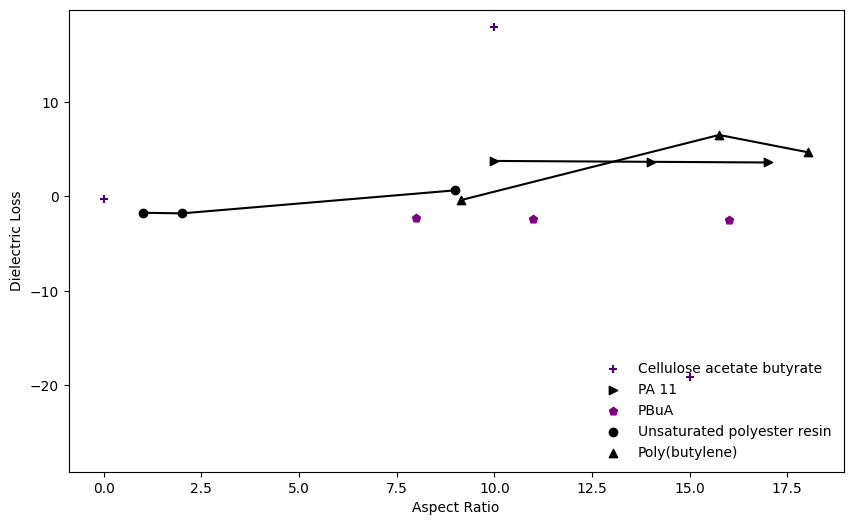 10
0
−10
−20
Dielectric Loss
Cellulose acetate butyrate
PA 11
PBuA
Unsaturated polyester resin
Poly(butylene)
0.0 2.5 5.0 7.5 10.0 12.5 15.0 17.5
Aspect Ratio